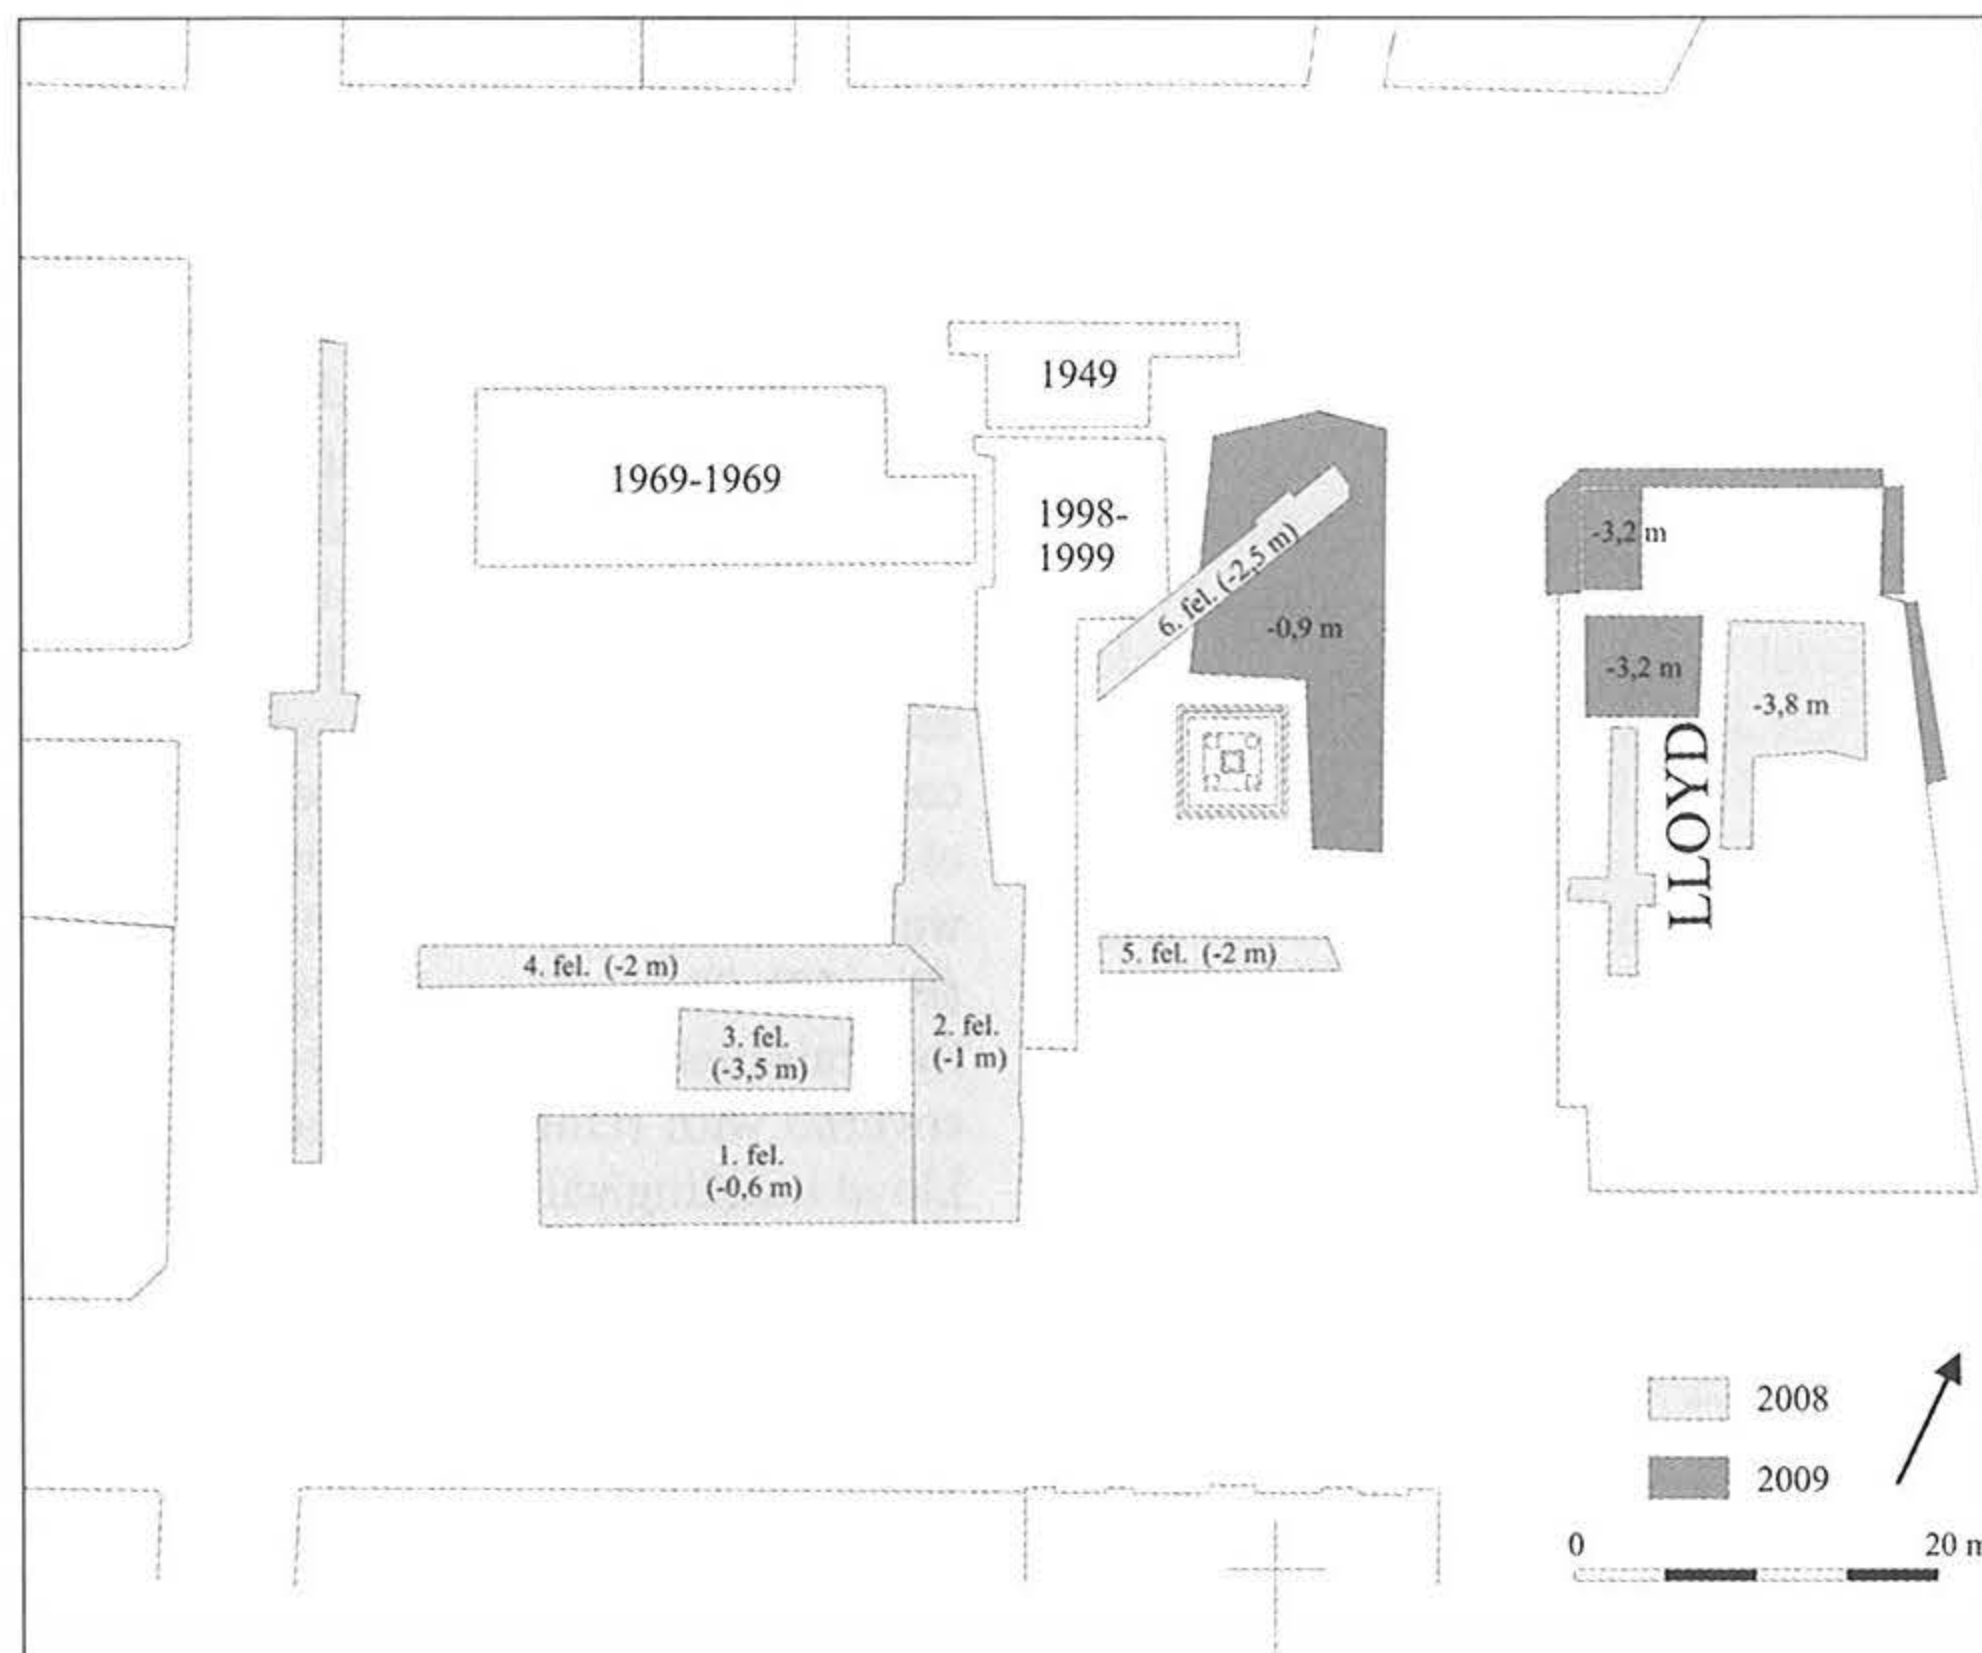 1949
1969-1969
1998-
1999
6. fel. (-2,5 m)
-0,9 m
-3,2 m
-3,2 m
-3,8 m
LLOYD
4. fel. (-2 m)
5. fel. (-2 m)
3. fel.
(-3,5 m)
2. fel.
(-1 m)
1. fel.
(-0,6 m)
2008
2009
0
20 m